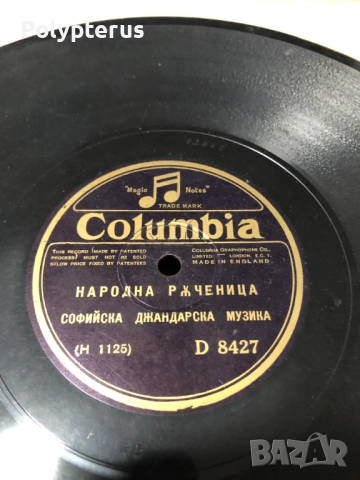 Polypterus
"Magic Notes"
TRADE MARK
Columbia
THIS RECORD (MADE BY PATENTED
PROCESS) MUST NOT BE SOLD
BELOW PRICE FIXED BY PATENTEES
COLUMBIA GRAPHOPHONE CO.,
LIMITED. — LONDON, E.C. 1.
MADE IN ENGLAND.
НАРОДНА РѪЧЕНИЦА
СОФИЙСКА ДЖАНДАРСКА МУЗИКА
(H 1125) D 8427
BAZAR